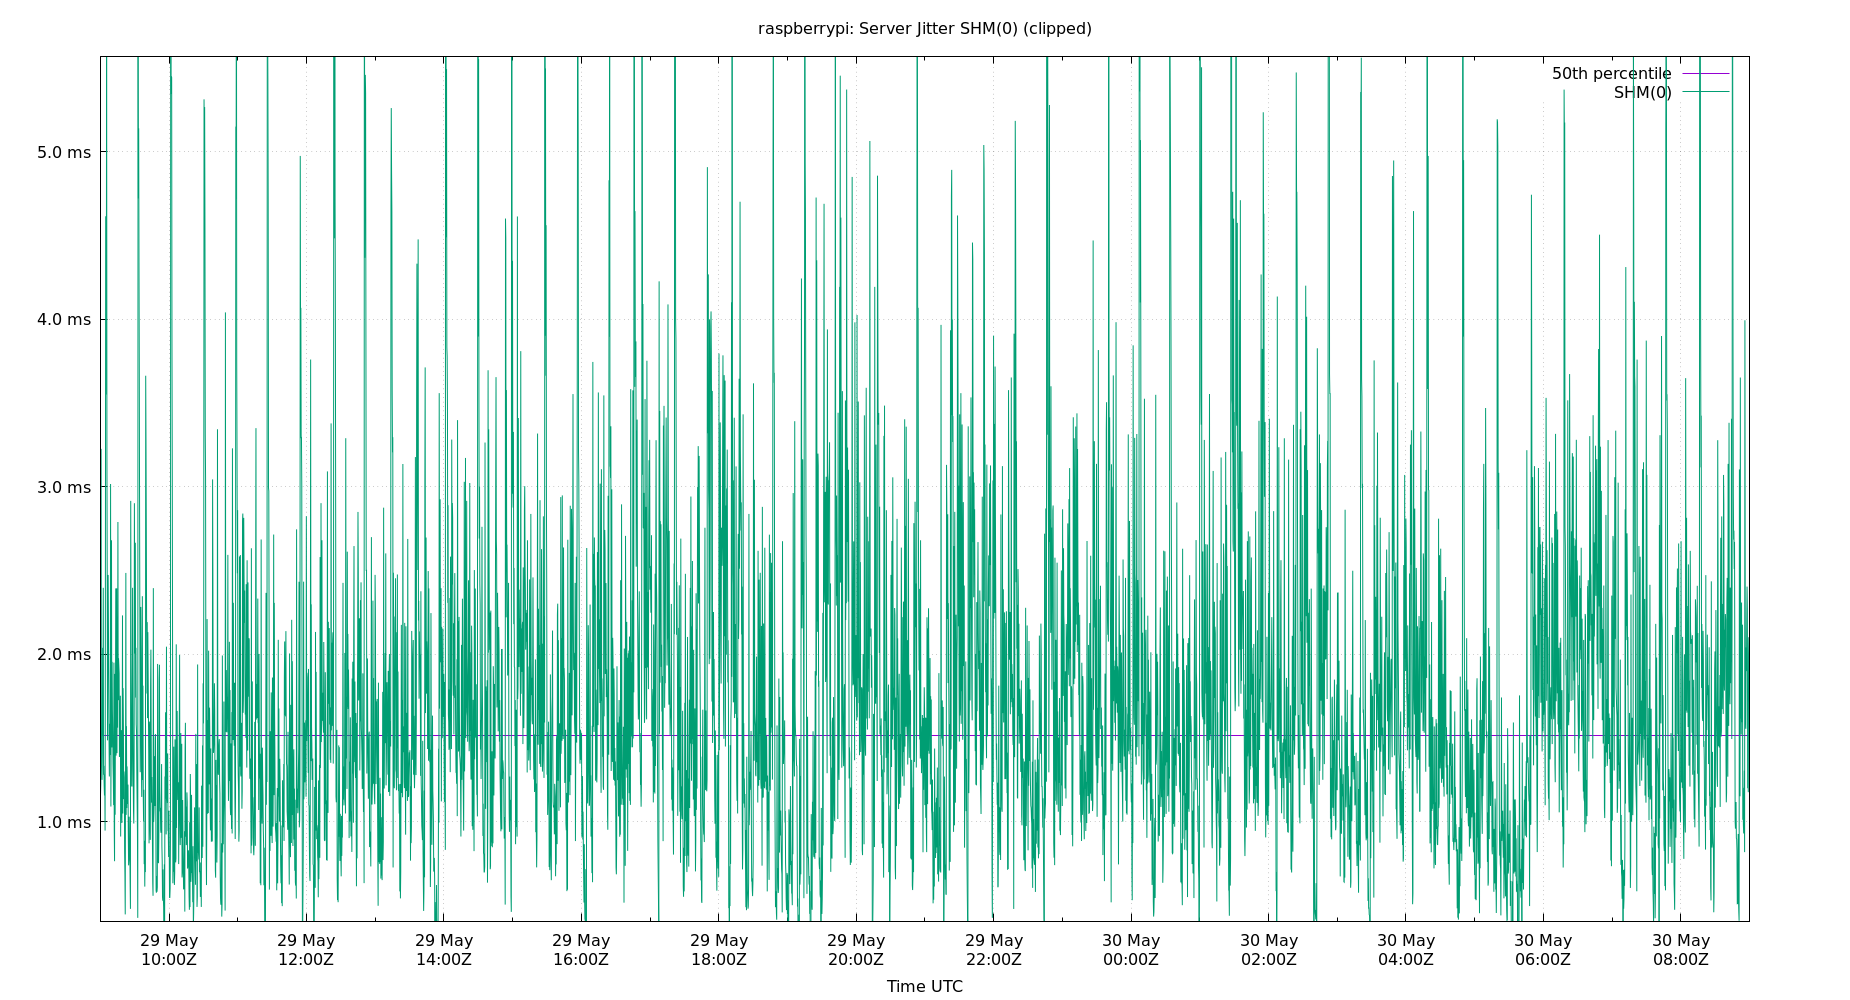 raspberrypi: Server Jitter SHM(0) (clipped)
50th percentile
SHM(0)
5.0 ms
4.0 ms
3.0 ms
2.0 ms
1.0 ms
29 May 29 May 29 May 29 May 29 May 29 May 29 May 30 May 30 May 30 May 30 May 30 May
10:00Z 12:00Z 14:00Z 16:00Z 18:00Z 20:00Z 22:00Z 00:00Z 02:00Z 04:00Z 06:00Z 08:00Z
Time UTC